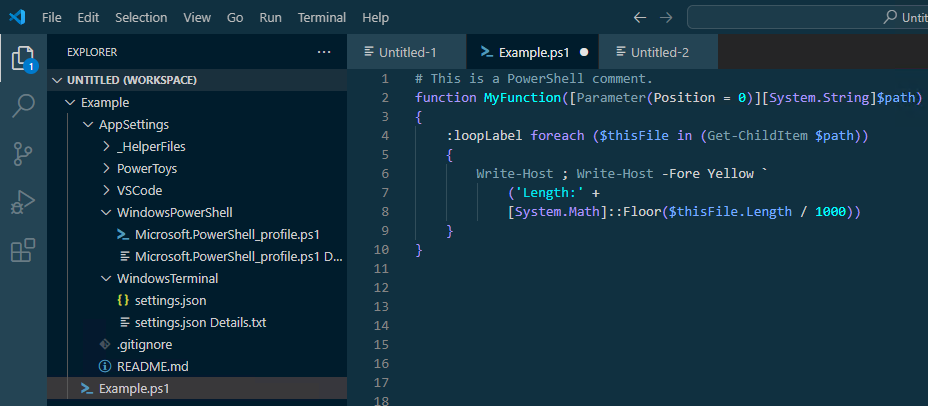 File Edit Selection View Go Run Terminal Help
EXPLORER
1
UNTITLED (WORKSPACE)
Example
AppSettings
_HelperFiles
PowerToys
VSCode
WindowsPowerShell
Microsoft.PowerShell_profile.ps1
Microsoft.PowerShell_profile.ps1 D...
WindowsTerminal
settings.json
settings.json Details.txt
.gitignore
README.md
Example.ps1
Untitled-1 Example.ps1 Untitled-2
1 # This is a PowerShell comment.
2 function MyFunction([Parameter(Position = 0)][System.String]$path)
3 {
4 :loopLabel foreach ($thisFile in (Get-ChildItem $path))
5 {
6 Write-Host ; Write-Host -Fore Yellow `
7 ('Length:' +
8 [System.Math]::Floor($thisFile.Length / 1000))
9 }
10 }
11
12
13
14
15
16
17
18